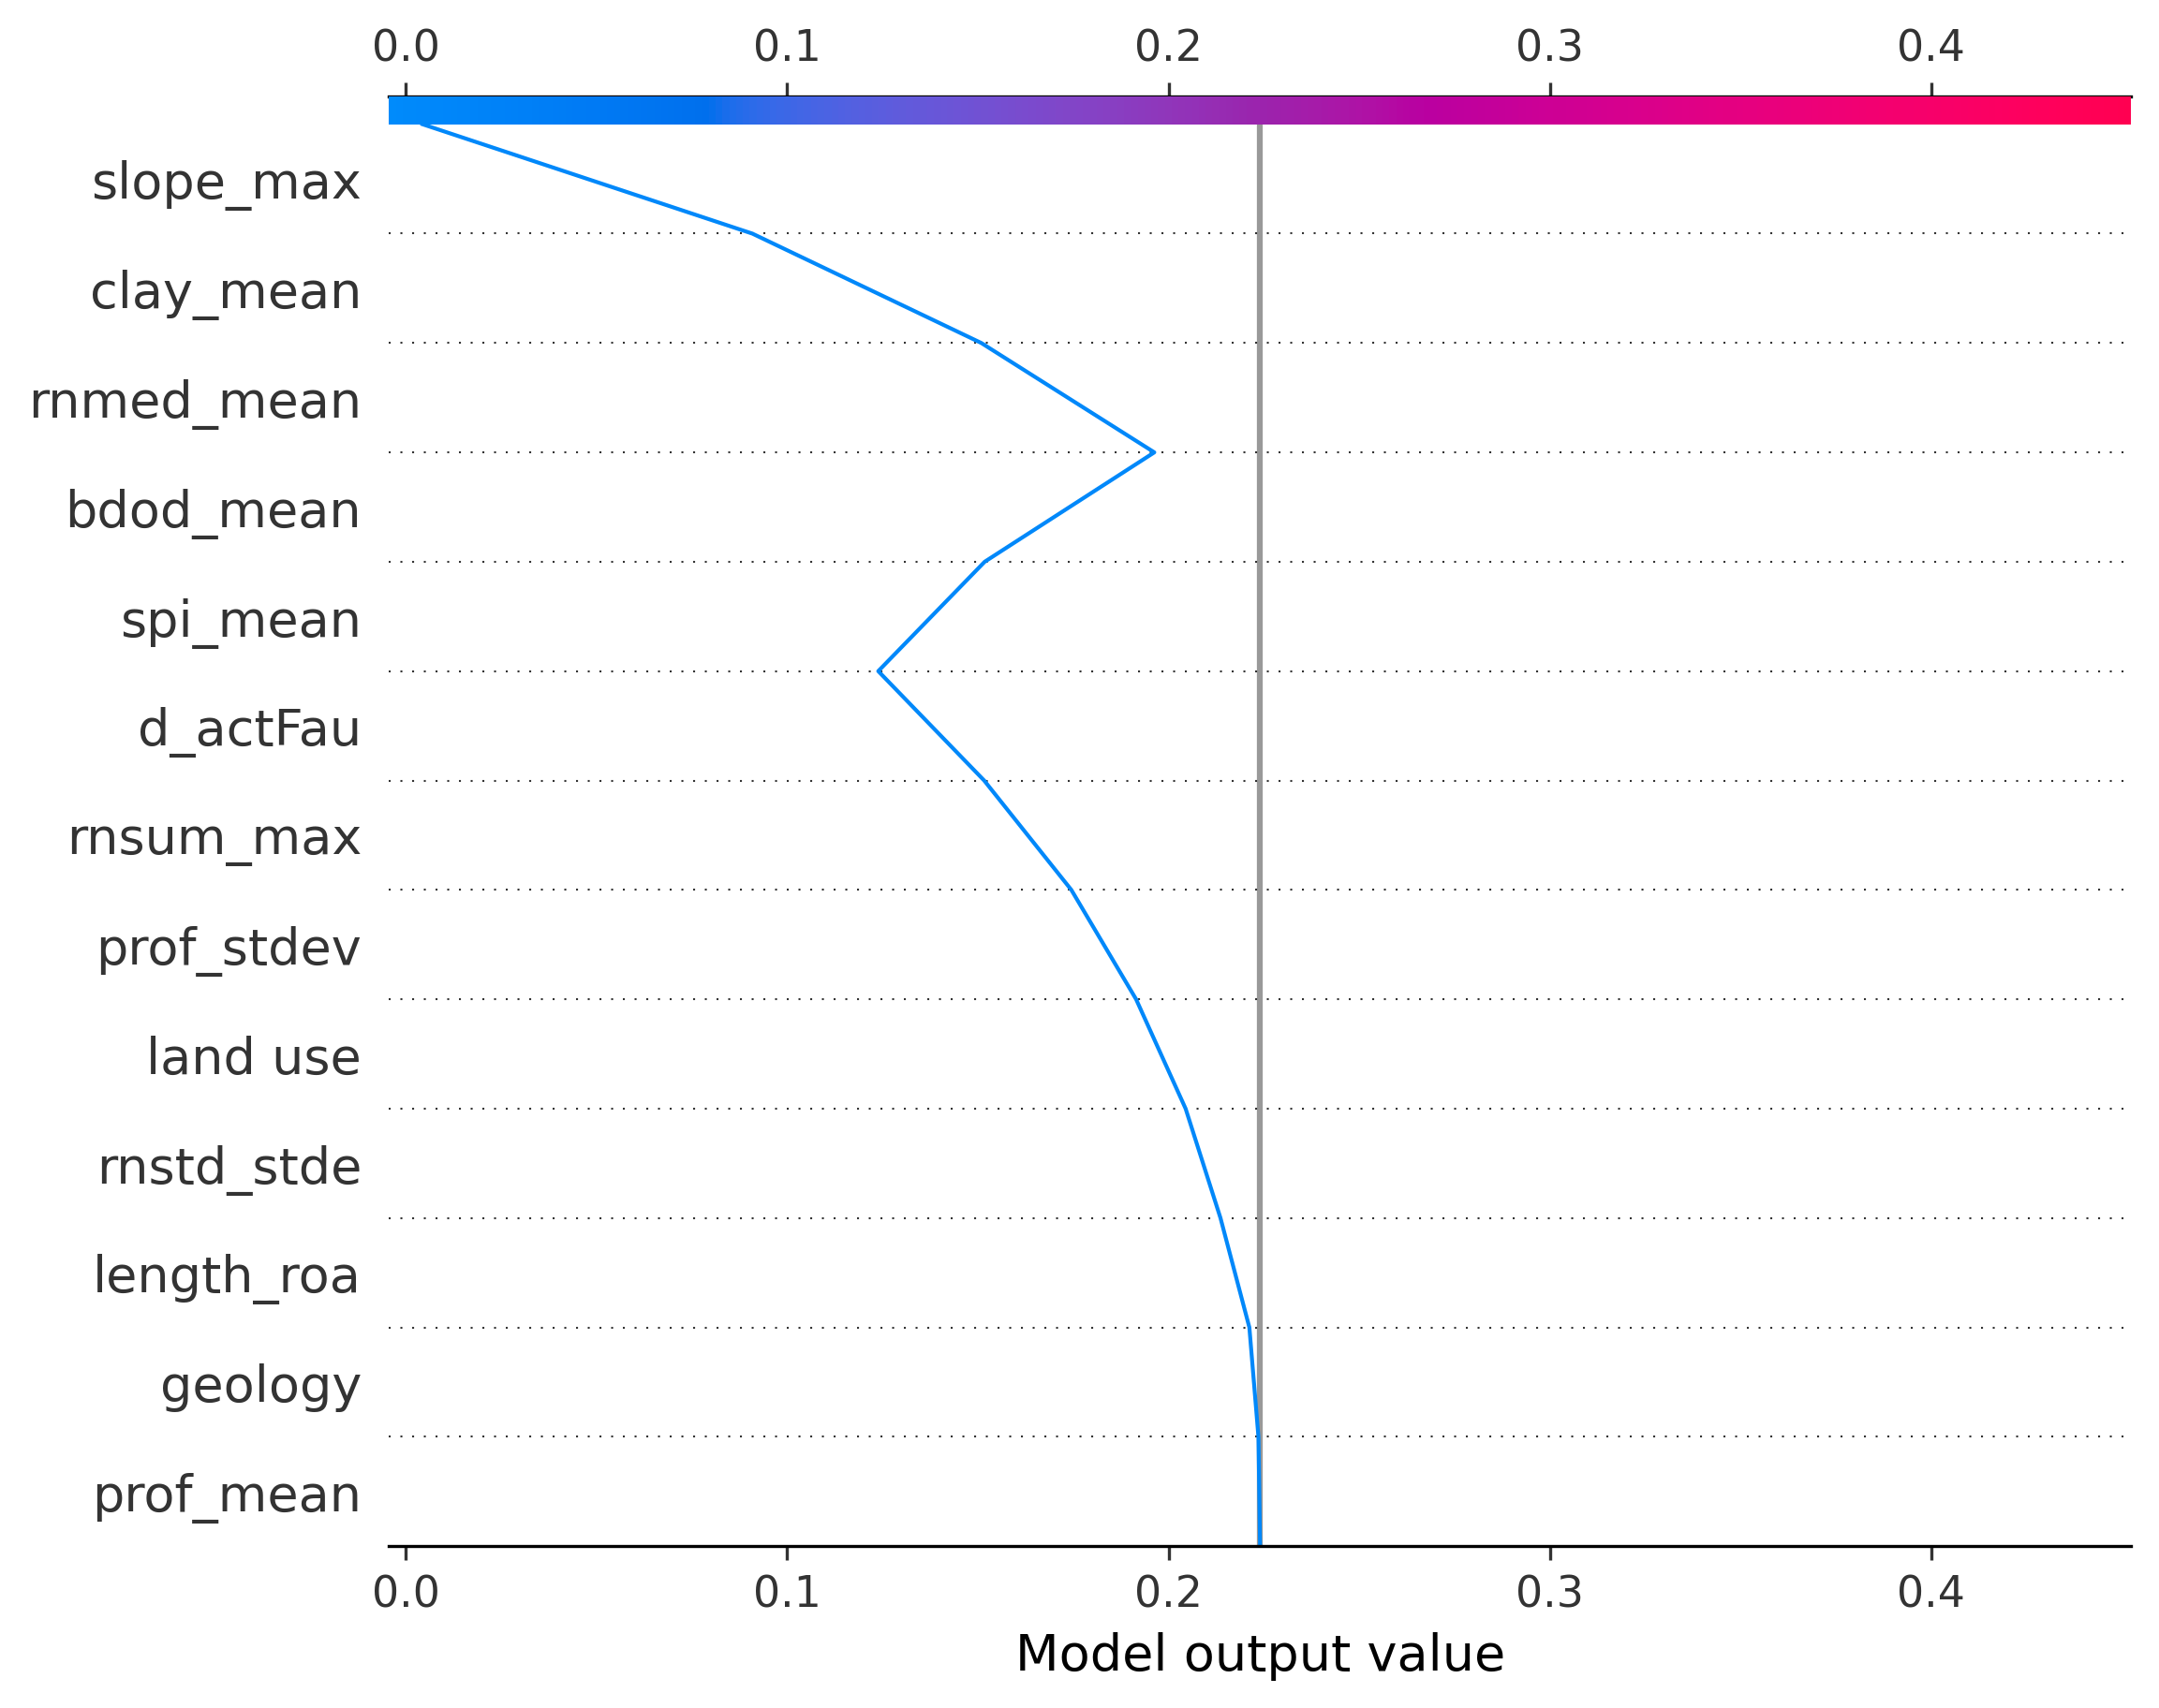 0.0 0.1 0.2 0.3 0.4
slope_max
clay_mean
rnmed_mean
bdod_mean
spi_mean
d_actFau
rnsum_max
prof_stdev
land use
rnstd_stde
length_roa
geology
prof_mean
0.0 0.1 0.2 0.3 0.4
Model output value